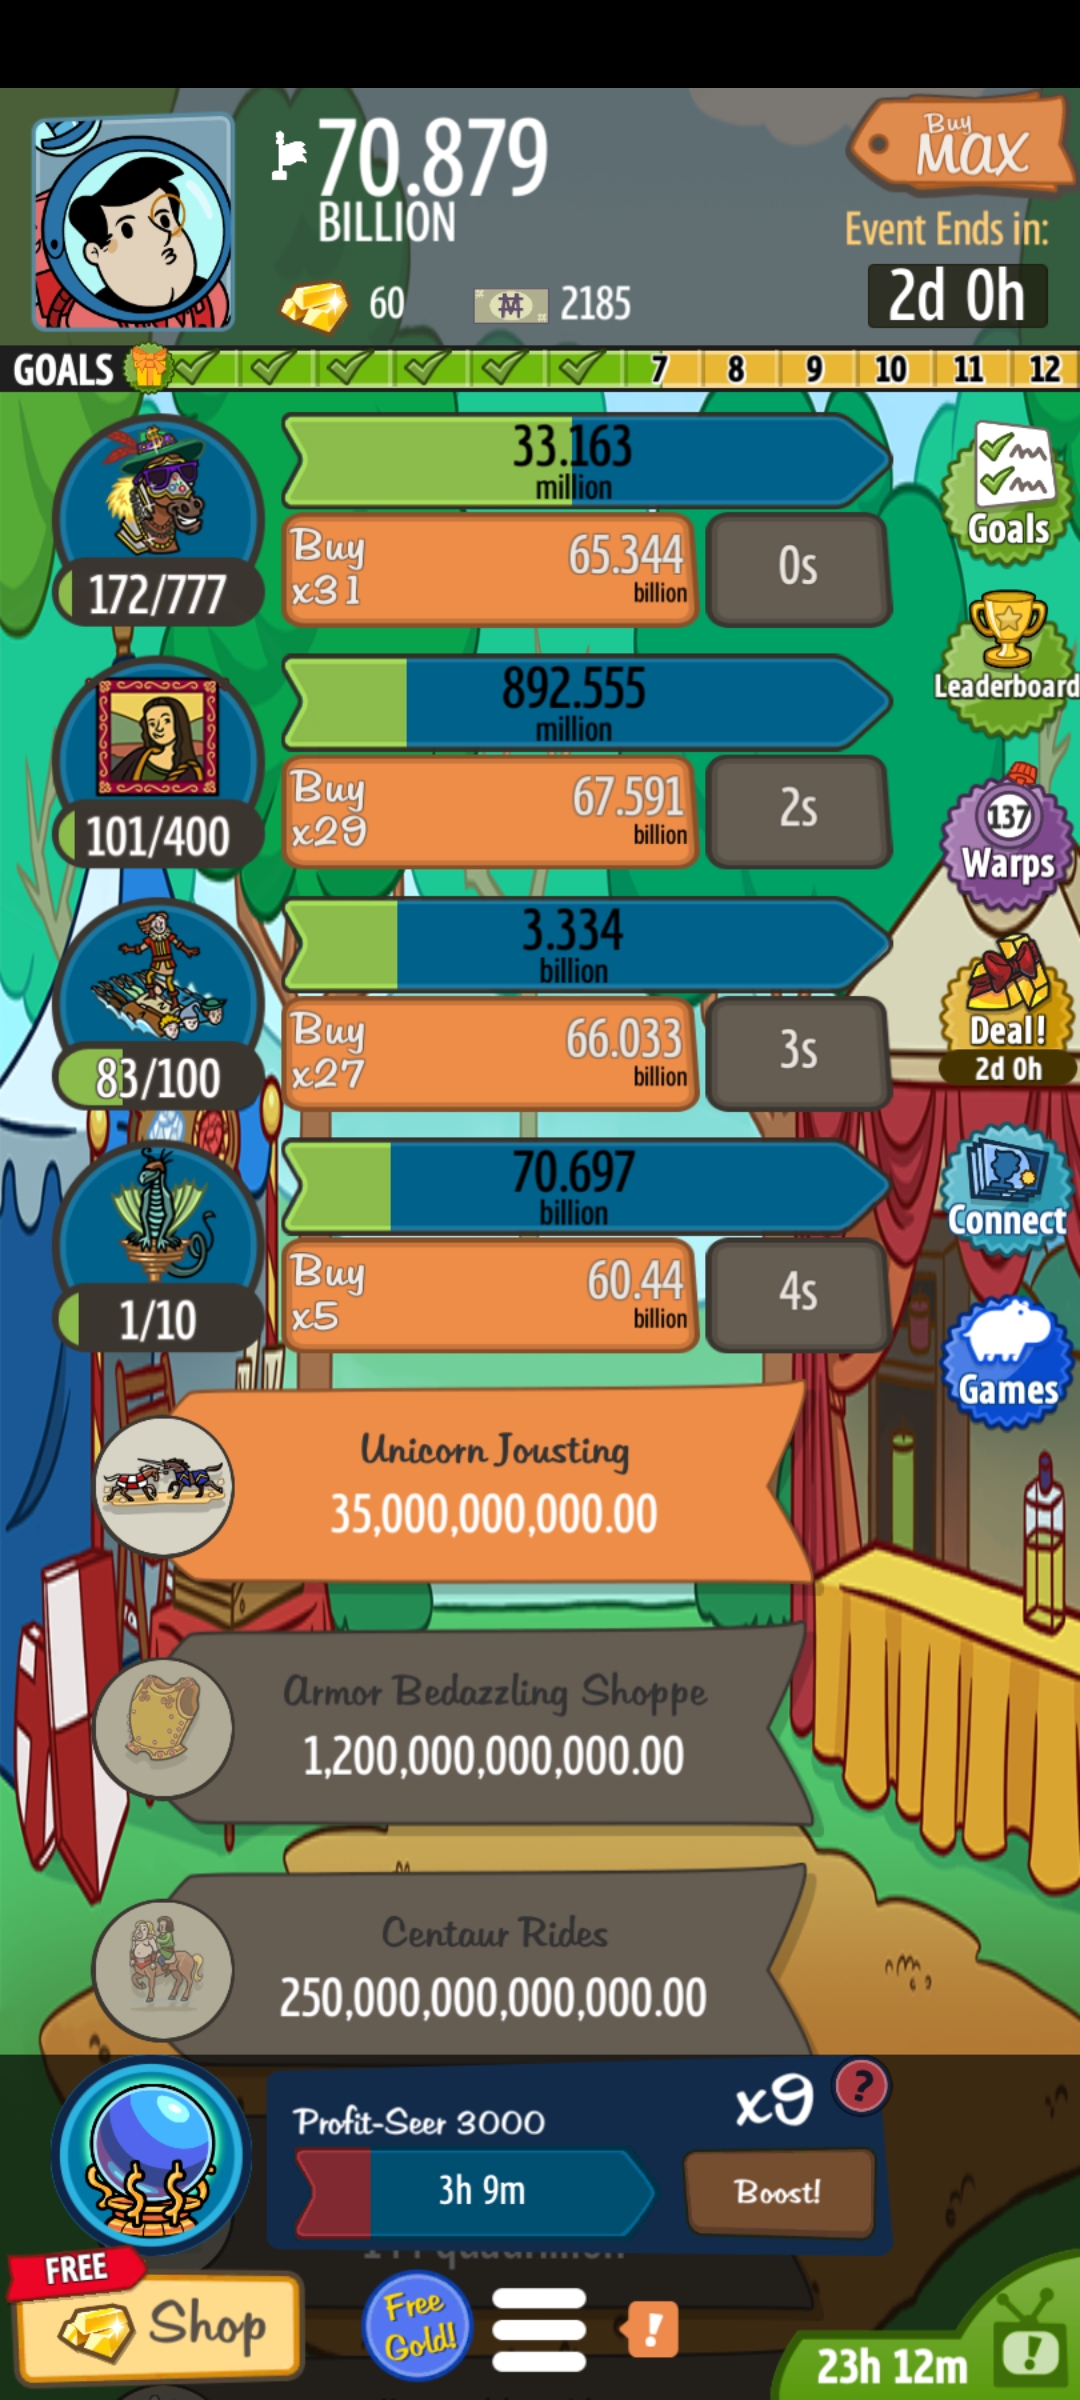 70.879
BILLION
Buy
MAX
Event Ends in:
2d 0h
60
2185
GOALS
7 8 9 10 11 12
33.163
million
Buy
x31
65.344
billion
0s
172/777
Goals
Leaderboard
892.555
million
Buy
x29
67.591
billion
2s
101/400
137
Warps
3.334
billion
Buy
x27
66.033
billion
3s
83/100
Deal!
2d 0h
70.697
billion
Buy
x5
60.44
billion
4s
1/10
Connect
Games
Unicorn Jousting
35,000,000,000.00
Armor Bedazzling Shoppe
1,200,000,000,000.00
Centaur Rides
250,000,000,000,000.00
Profit-Seer 3000
x9
?
3h 9m
Boost!
FREE
Shop
Free
Gold!
!
23h 12m
!